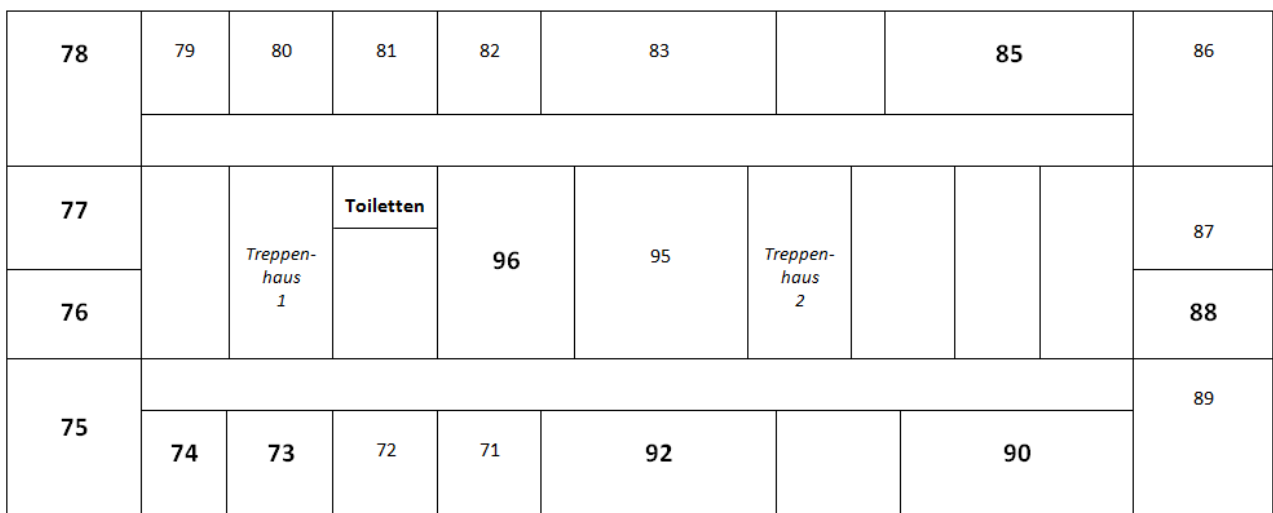 78 79 80 81 82 83 85 86
77 Toiletten 87
Treppen-
haus
1
96 95 Treppen-
haus
2
76 88
75 89
74 73 72 71 92 90